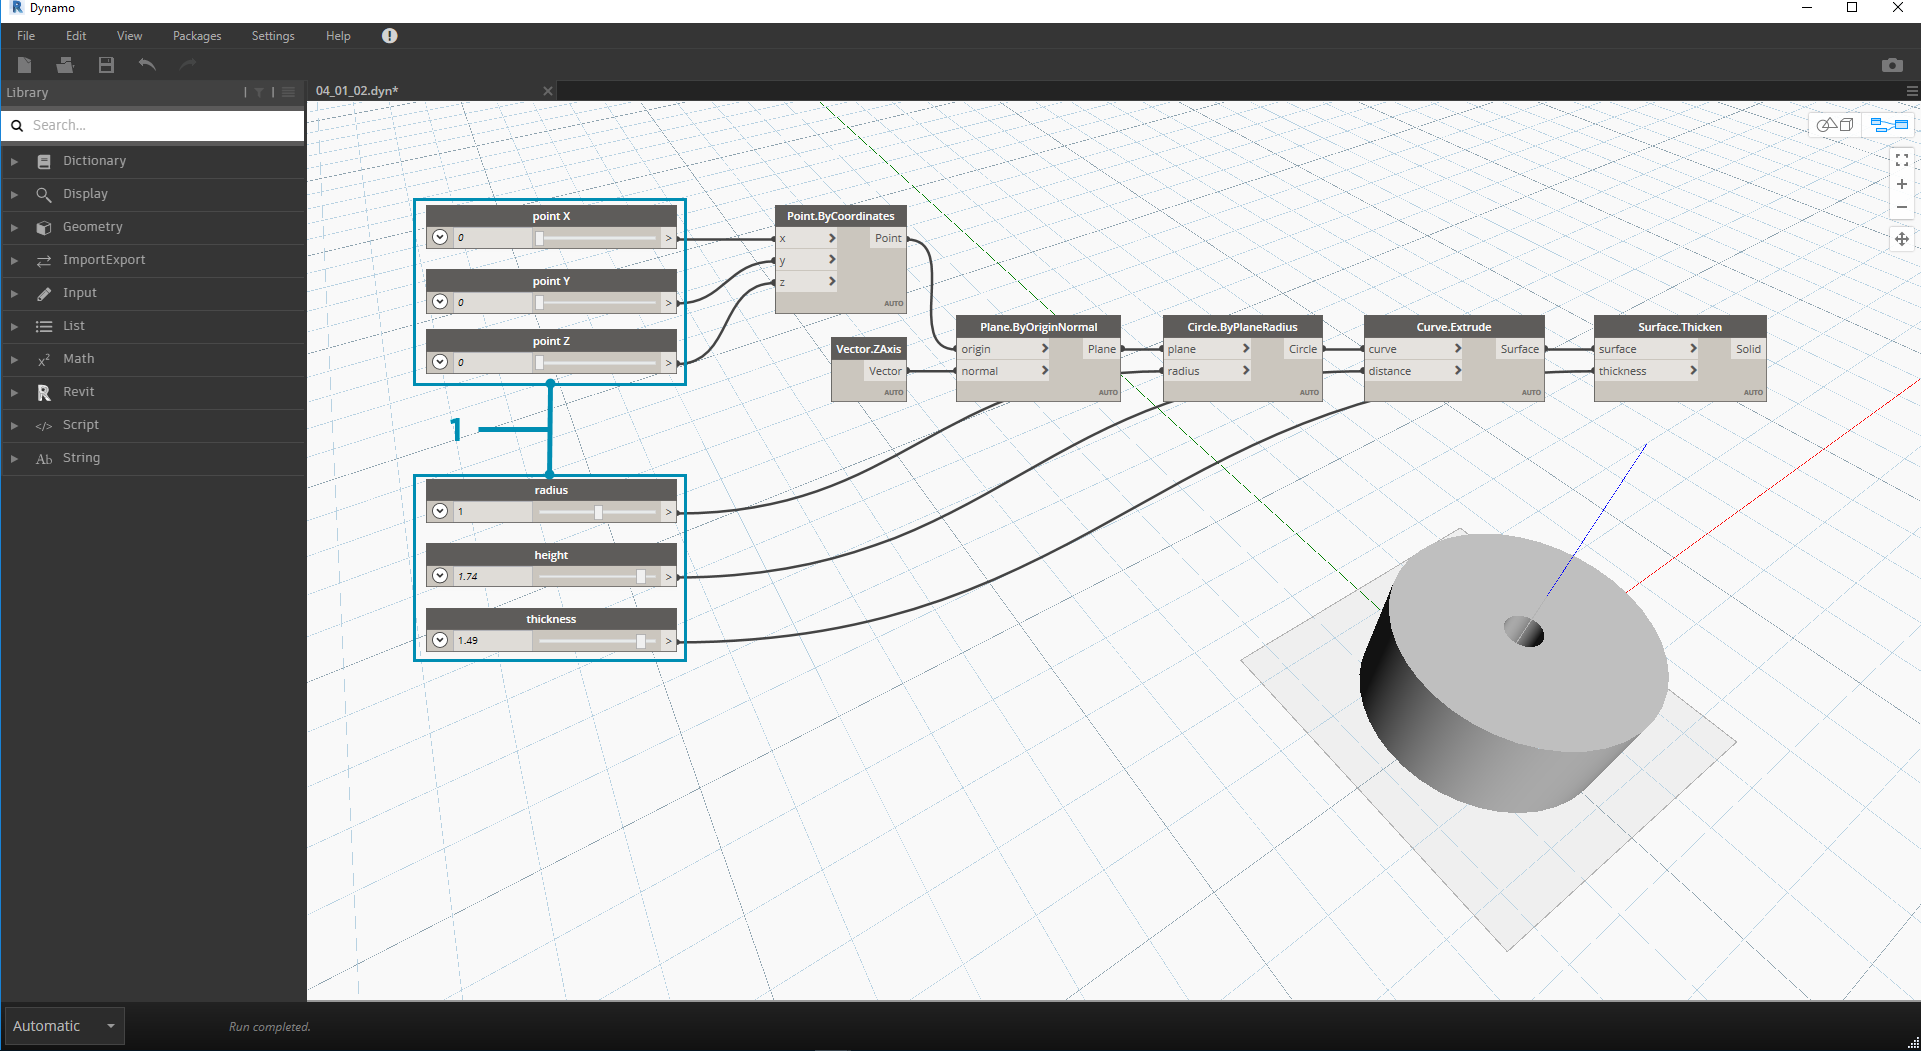 Dynamo
File Edit View Packages Settings Help
Library
04_01_02.dyn*
Search...
Dictionary
Display
Geometry
ImportExport
Input
List
Math
Revit
Script
Ab String
point X
0 >
point Y
0 >
point Z
0 >
1
radius
1 >
height
1.74 >
thickness
1.49 >
Point.ByCoordinates
x > Point
y >
z >
AUTO
Vector.ZAxis
Vector
AUTO
Plane.ByOriginNormal
origin > Plane
normal >
AUTO
Circle.ByPlaneRadius
plane > Circle
radius >
AUTO
Curve.Extrude
curve > Surface
distance >
AUTO
Surface.Thicken
surface > Solid
thickness >
AUTO
Automatic
Run completed.